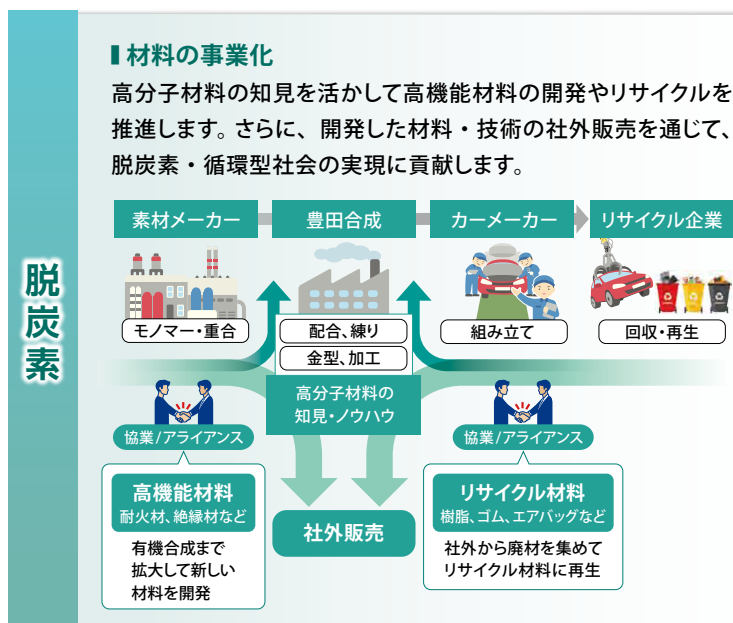 材料の事業化
高分子材料の知見を活かして高機能材料の開発やリサイクルを
推進します。さらに、開発した材料・技術の社外販売を通じて、
脱炭素・循環型社会の実現に貢献します。
脱炭素
素材メーカー
豊田合成
カーメーカー
リサイクル企業
モノマー・重合
配合、練り
金型、加工
組み立て
回収・再生
高分子材料の
知見・ノウハウ
協業/アライアンス
協業/アライアンス
高機能材料
耐火材、絶縁材など
有機合成まで
拡大して新しい
材料を開発
社外販売
リサイクル材料
樹脂、ゴム、エアバッグなど
社外から廃材を集めて
リサイクル材料に再生